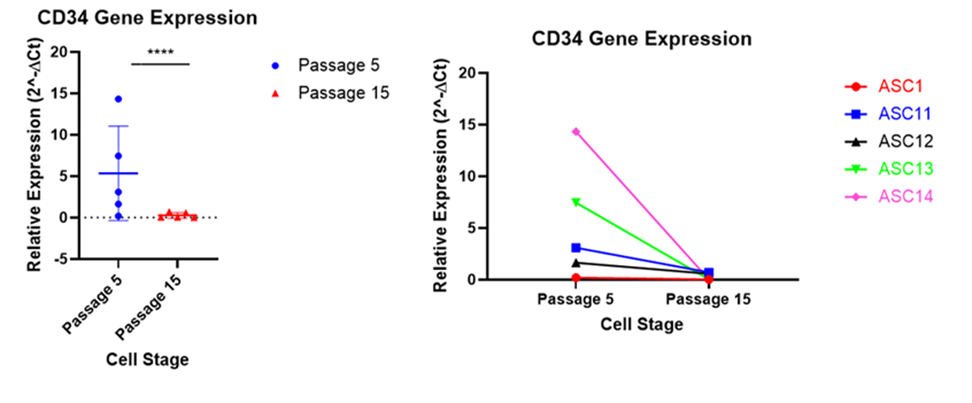 CD34 Gene Expression
Relative Expression (2^-ΔCt)
20
15
10
5
0
-5
****
Passage 5
Passage 15
Cell Stage
Passage 5
Passage 15
CD34 Gene Expression
Relative Expression (2^-ΔCt)
20
15
10
5
0
Passage 5
Passage 15
Cell Stage
ASC1
ASC11
ASC12
ASC13
ASC14